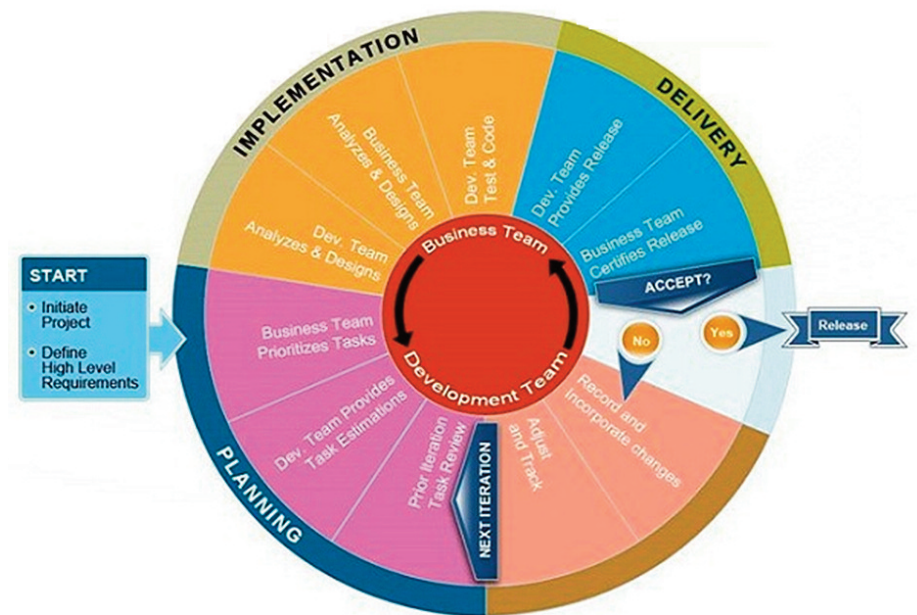 START
• Initiate
Project
• Define
High Level
Requirements
PLANNING
Business Team
Prioritizes Tasks
Dev. Team Provides
Task Estimations
Prior Iteration
Task Review
IMPLEMENTATION
Dev. Team
Analyzes & Designs
Business Team
Analyzes & Designs
Dev. Team
Test & Code
DELIVERY
Dev. Team
Provides Release
Business Team
Certifies Release
ACCEPT?
No
Yes
Release
Record and
Incorporate changes
Adjust
and Track
NEXT ITERATION
Business Team
Development Team